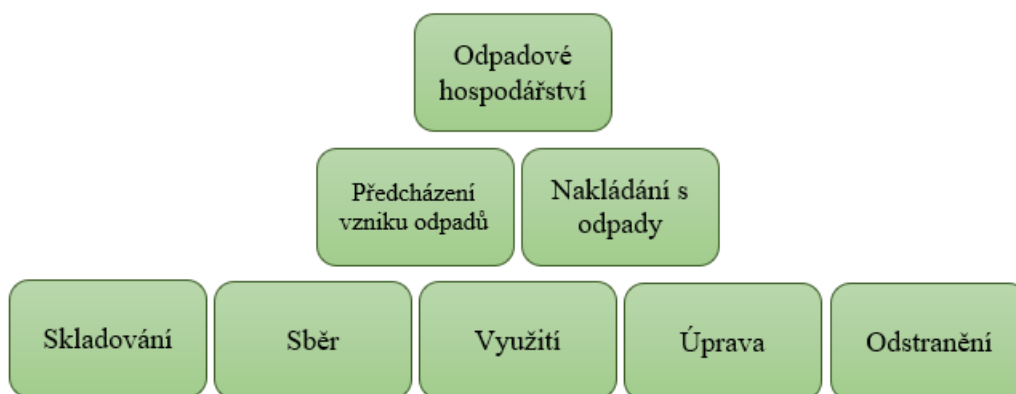 Odpadové
hospodářství
Předcházení
vzniku odpadů
Nakládání s
odpady
Skladování
Sběr
Využití
Úprava
Odstranění